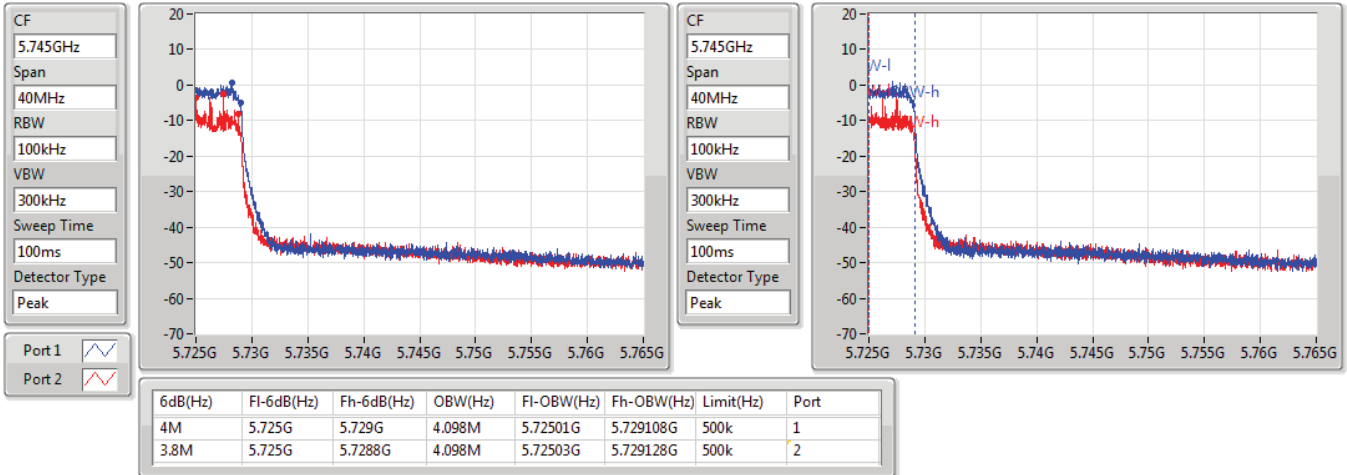 CF
5.745GHz
Span
40MHz
RBW
100kHz
VBW
300kHz
Sweep Time
100ms
Detector Type
Peak
Port 1
Port 2
20
10
0
-10
-20
-30
-40
-50
-60
-70
5.725G 5.73G 5.735G 5.74G 5.745G 5.75G 5.755G 5.76G 5.765G
CF
5.745GHz
Span
40MHz
RBW
100kHz
VBW
300kHz
Sweep Time
100ms
Detector Type
Peak
20
10
0
-10
-20
-30
-40
-50
-60
-70
W-l
W-h
W-h
5.725G 5.73G 5.735G 5.74G 5.745G 5.75G 5.755G 5.76G 5.765G
6dB(Hz) Fl-6dB(Hz) Fh-6dB(Hz) OBW(Hz) Fl-OBW(Hz) Fh-OBW(Hz) Limit(Hz) Port
4M 5.725G 5.729G 4.098M 5.72501G 5.729108G 500k 1
3.8M 5.725G 5.7288G 4.098M 5.72503G 5.729128G 500k 2